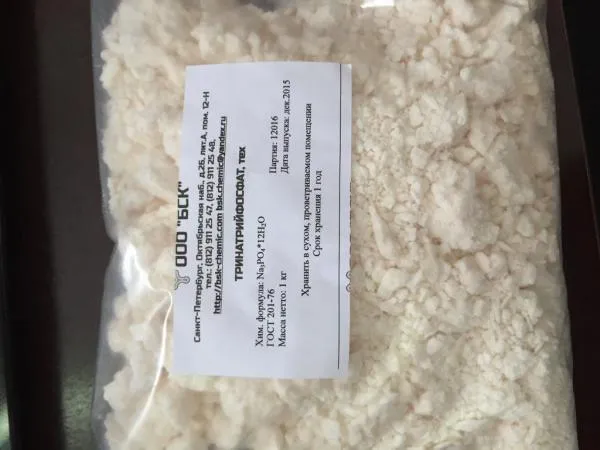 ООО "БСК"
Санкт-Петербург, Октябрьская наб., д.2Б, лит.А, пом. 12-Н
тел.: (812) 911 25 47, (812) 911 25 48,
http://bsk-chemic.com bsk.chemic@yandex.ru
ТРИНАТРИЙФОСФАТ, тех
Хим. формула: Na₃PO₄*12H₂O
ГОСТ 201-76
Масса нетто: 1 кг
Партия: 12016
Дата выпуска: дек.2015
Хранить в сухом, проветриваемом помещении
Срок хранения 1 год